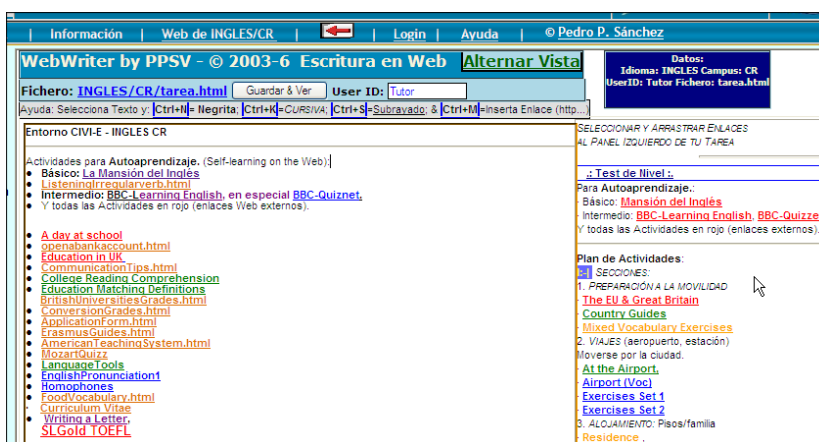 | Información | Web de INGLES/CR | | Login | Ayuda | © Pedro P. Sánchez
WebWriter by PPSV - © 2003-6 Escritura en Web Alternar Vista
Fichero: INGLES/CR/tarea.html Guardar & Ver User ID: Tutor
Ayuda: Selecciona Texto y: Ctrl+N= Negrita; Ctrl+K=CURSIVA; Ctrl+S=Subrayado; & Ctrl+M=Inserta Enlace (http...)
Datos:
Idioma: INGLES Campus: CR
UserID: Tutor Fichero: tarea.html
Entorno CIVI-E - INGLES CR
Actividades para Autoaprendizaje. (Self-learning on the Web):
• Básico: La Mansión del Inglès
• ListeningIrregularverb.html
• Intermedio: BBC-Learning English, en especial BBC-Quiznet.
• Y todas las Actividades en rojo (enlaces Web externos).
• A day at school
• openabankaccount.html
• Education in UK
• CommunicationTips.html
• College Reading Comprehension
• Education Matching Definitions
BritishUniversitiesGrades.html
• ConversionGrades.html
• ApplicationForm.html
• ErasmusGuides.html
• AmericanTeachingSystem.html
• MozartQuizz
• LanguageTools
• EnglishPronunciation1
• Homophones
• FoodVocabulary.html
- Curriculum Vitae
• Writing a Letter,
SLGold TOEFL
SELECCIONAR Y ARRASTRAR ENLACES
AL PANEL IZQUIERDO DE TU TAREA
.: Test de Nivel :.
Para Autoaprendizaje.:
- Básico: Mansión del Inglès
- Intermedio: BBC-Learning English, BBC-Quizze
Y todas las Actividades en rojo (enlaces externos).
Plan de Actividades:
SECCIONES:
1. PREPARACIÓN A LA MOVILIDAD
- The EU & Great Britain
- Country Guides
- Mixed Vocabulary Exercises
2. VIAJES (aeropuerto, estación)
Moverse por la ciudad.
- At the Airport,
- Airport (Voc)
- Exercises Set 1
- Exercises Set 2
3. ALOJAMIENTO: Pisos/familia
- Residence .